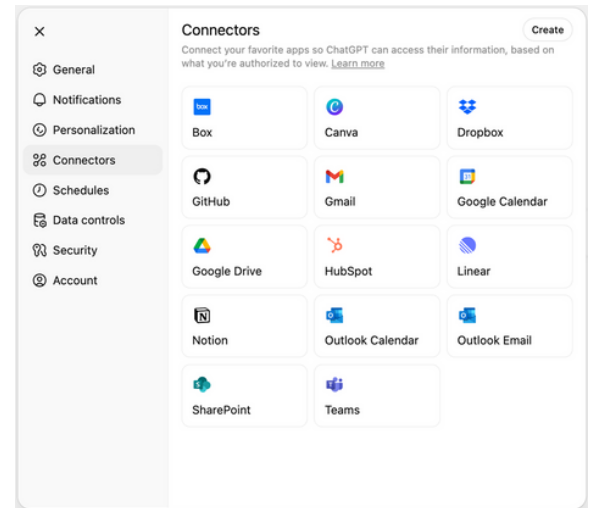 Connectors
Create
Connect your favorite apps so ChatGPT can access their information, based on
what you're authorized to view. Learn more
General
Notifications
Personalization
Connectors
Schedules
Data controls
Security
Account
box
Box
Canva
Dropbox
GitHub
Gmail
31
Google Calendar
Google Drive
HubSpot
Linear
Notion
Outlook Calendar
Outlook Email
SharePoint
Teams